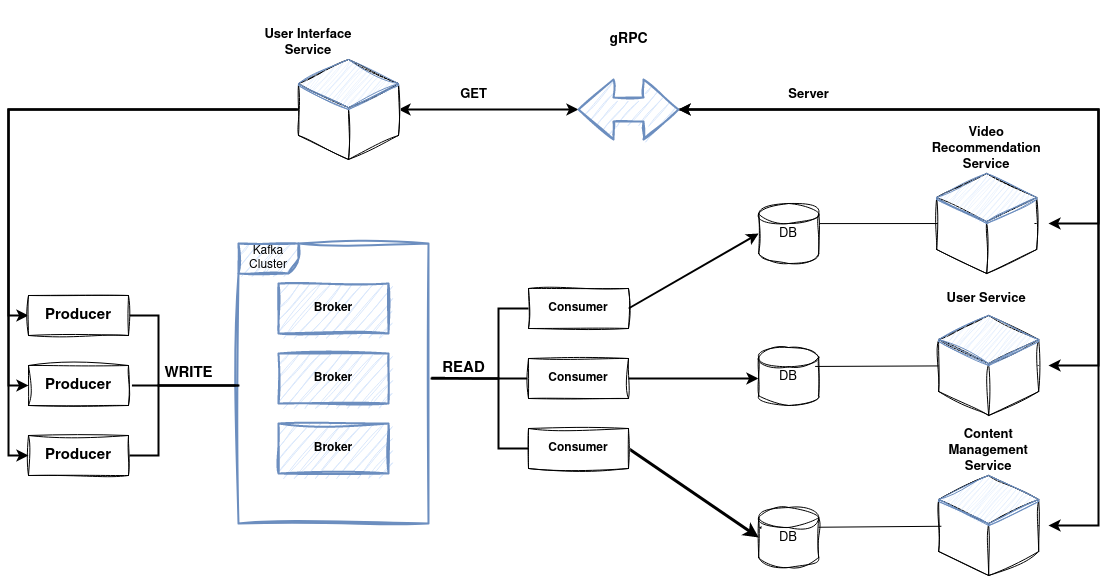 User Interface
Service
gRPC
GET
Server
Video
Recommendation
Service
DB
Kafka
Cluster
Producer
Producer
Producer
WRITE
Broker
Broker
Broker
READ
Consumer
Consumer
Consumer
User Service
DB
Content
Management
Service
DB